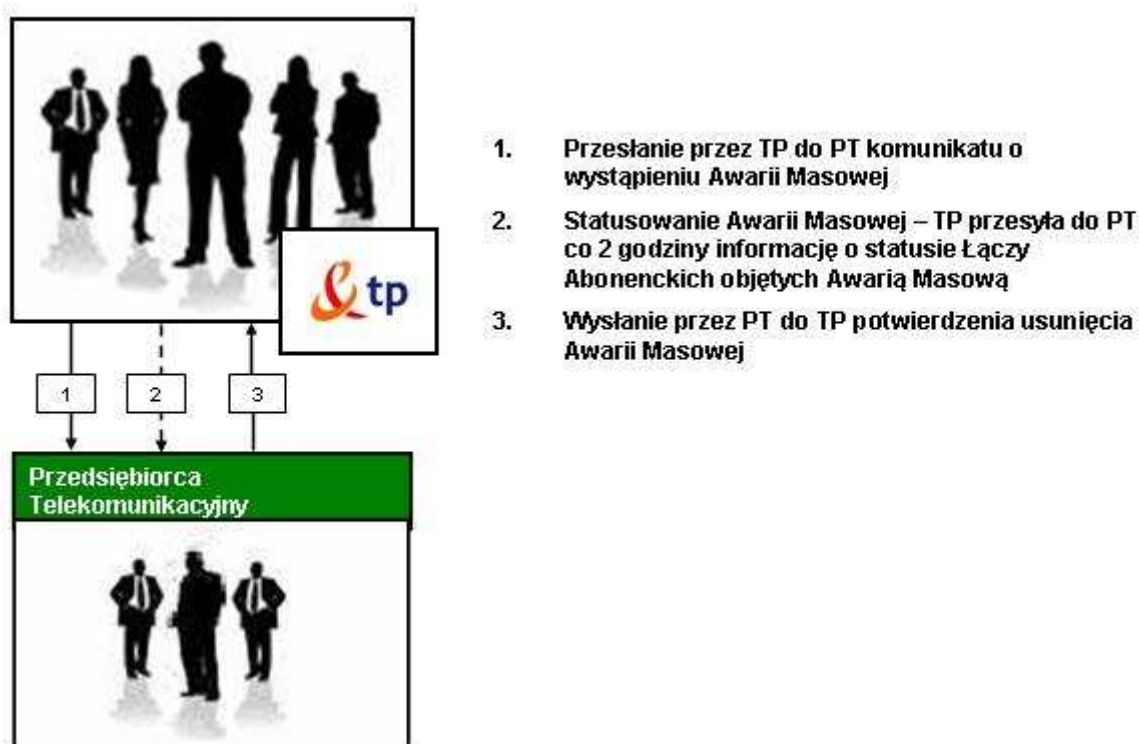 tp
1
2
3
Przedsiębiorca
Telekomunikacyjny
1. Przesłanie przez TP do PT komunikatu o
wystąpieniu Awarii Masowej
2. Statusowanie Awarii Masowej – TP przesyła do PT
co 2 godziny informację o statusie Łączy
Abonenckich objętych Awarią Masową
3. Wysłanie przez PT do TP potwierdzenia usunięcia
Awarii Masowej